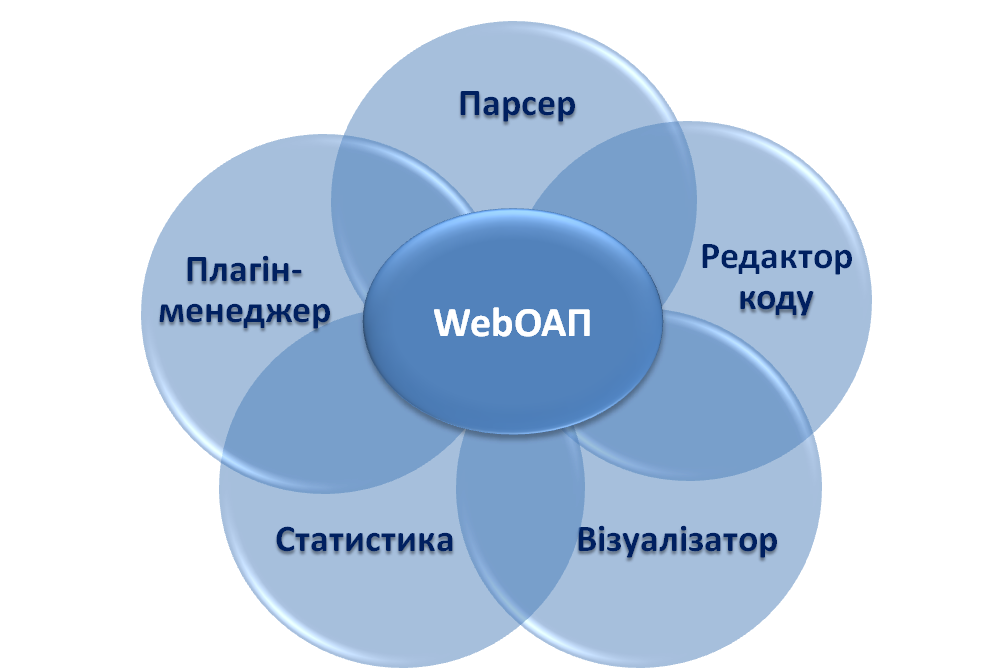 Парсер
Редактор
коду
Плагін-
менеджер
WebОАП
Статистика
Візуалізатор